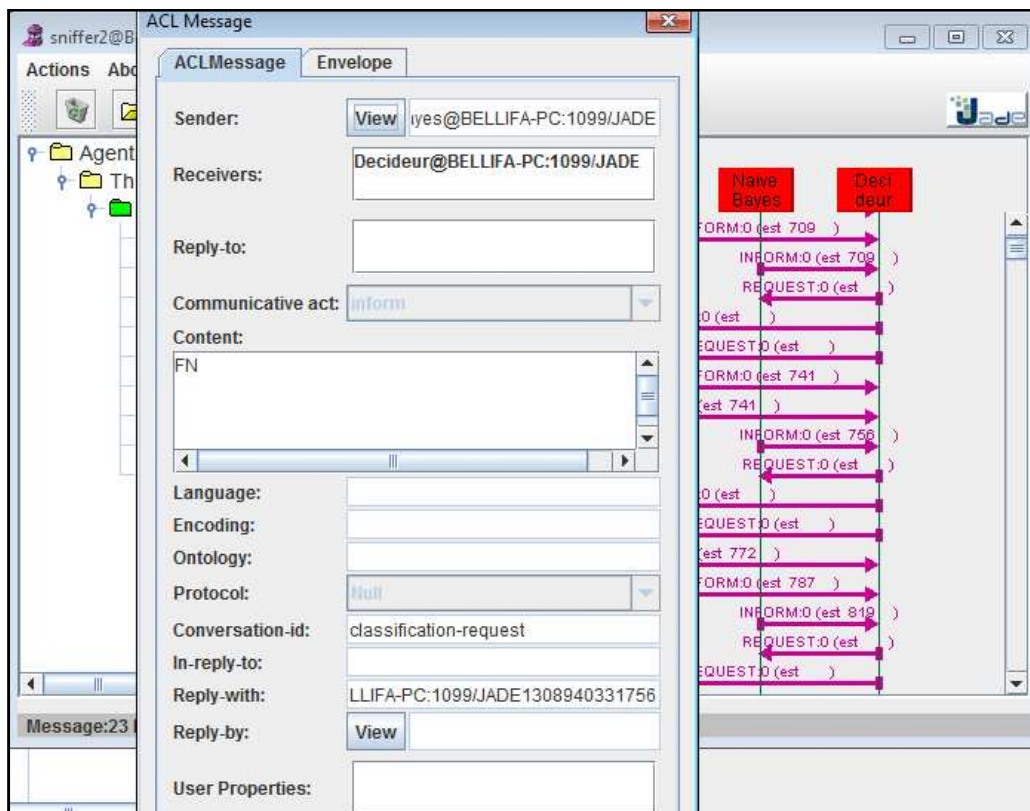 ACL Message
sniffer2@B
Actions Abo
ACLMessage Envelope
Sender: View yes@BELLIFA-PC:1099/JADE
Receivers: Decideur@BELLIFA-PC:1099/JADE
Reply-to:
Communicative act: inform
Content:
FN
Language:
Encoding:
Ontology:
Protocol: Null
Conversation-id: classification-request
In-reply-to:
Reply-with: LLIFA-PC:1099/JADE1308940331756
Reply-by: View
User Properties:
Agent
Th
Message:23
Jade
Naive Bayes
Deci deur
FORM:0 (est 709 )
INFORM:0 (est 709 )
REQUEST:0 (est )
:0 (est )
EQUEST:0 (est )
FORM:0 (est 741 )
(est 741 )
INFORM:0 (est 756 )
REQUEST:0 (est )
:0 (est )
EQUEST:0 (est )
(est 772 )
FORM:0 (est 787 )
INFORM:0 (est 819 )
REQUEST:0 (est )
EQUEST:0 (est )